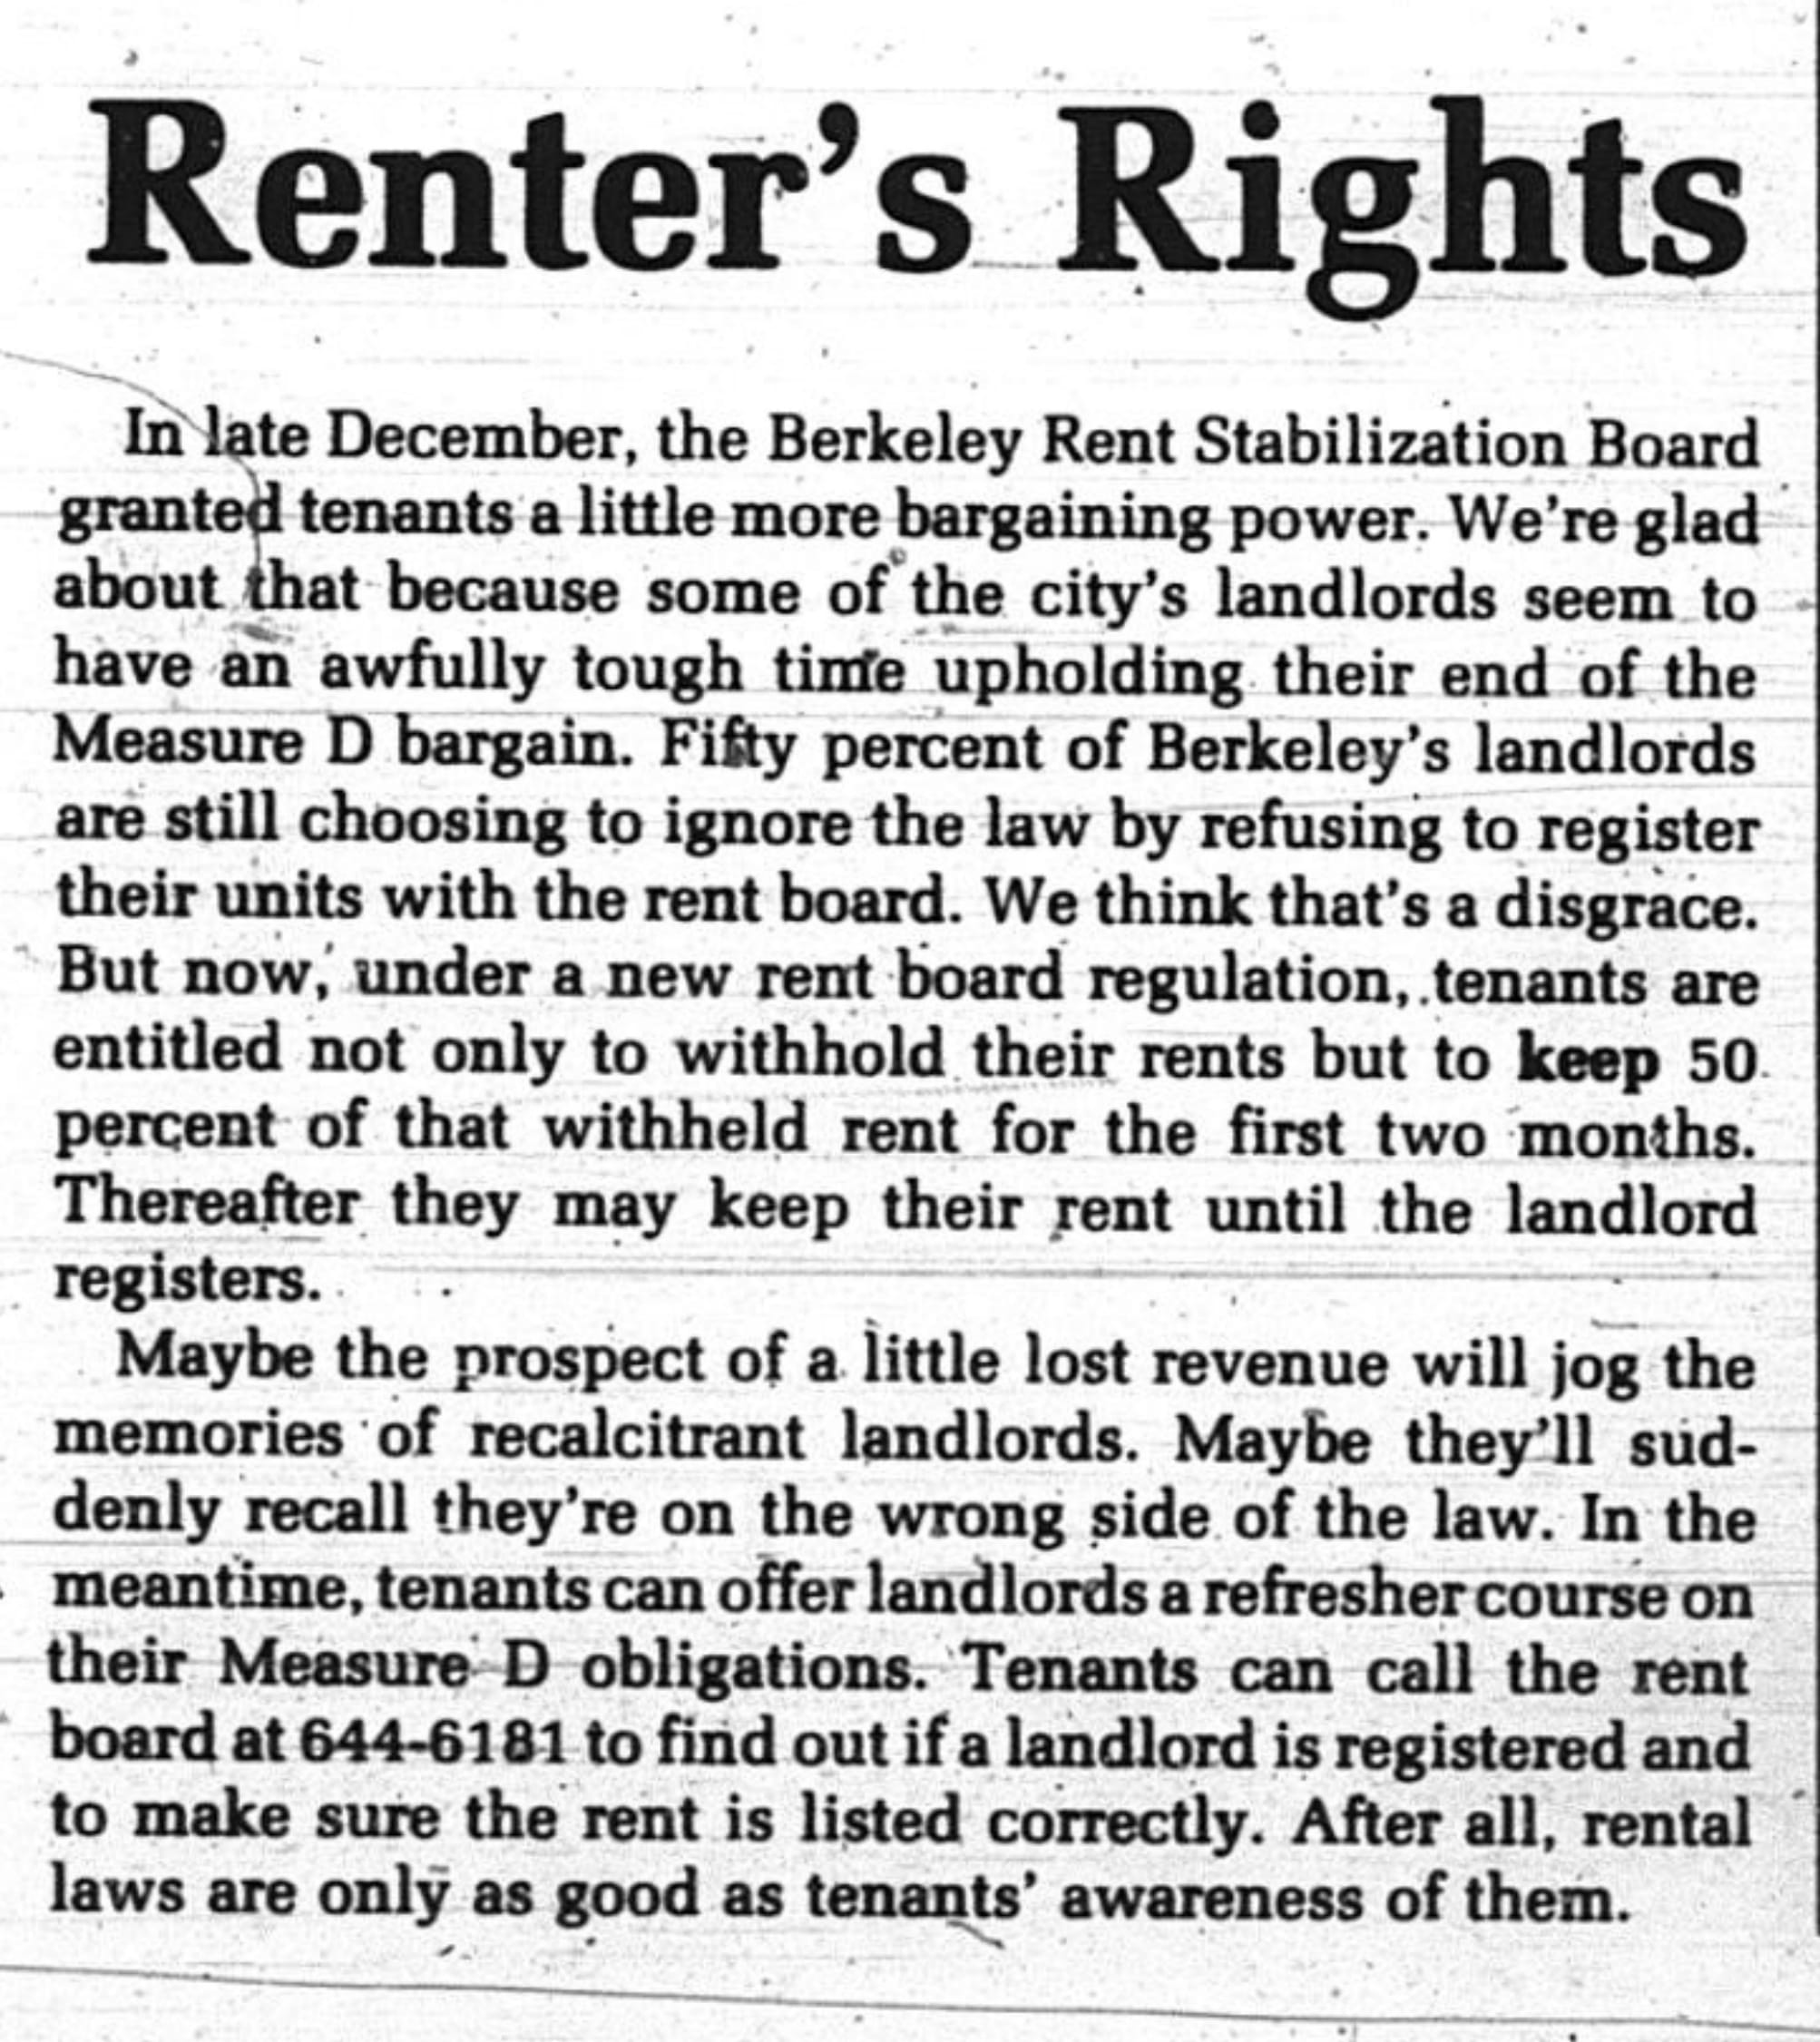 Renter's Rights
In late December, the Berkeley Rent Stabilization Board
granted tenants a little more bargaining power. We're glad
about that because some of the city's landlords seem to
have an awfully tough time upholding their end of the
Measure D bargain. Fifty percent of Berkeley's landlords
are still choosing to ignore the law by refusing to register
their units with the rent board. We think that's a disgrace.
But now, under a new rent board regulation, tenants are
entitled not only to withhold their rents but to keep 50
percent of that withheld rent for the first two months.
Thereafter they may keep their rent until the landlord
registers.
Maybe the prospect of a little lost revenue will jog the
memories of recalcitrant landlords. Maybe they'll sud-
denly recall they're on the wrong side of the law. In the
meantime, tenants can offer landlords a refresher course on
their Measure D obligations. Tenants can call the rent
board at 644-6181 to find out if a landlord is registered and
to make sure the rent is listed correctly. After all, rental
laws are only as good as tenants' awareness of them.